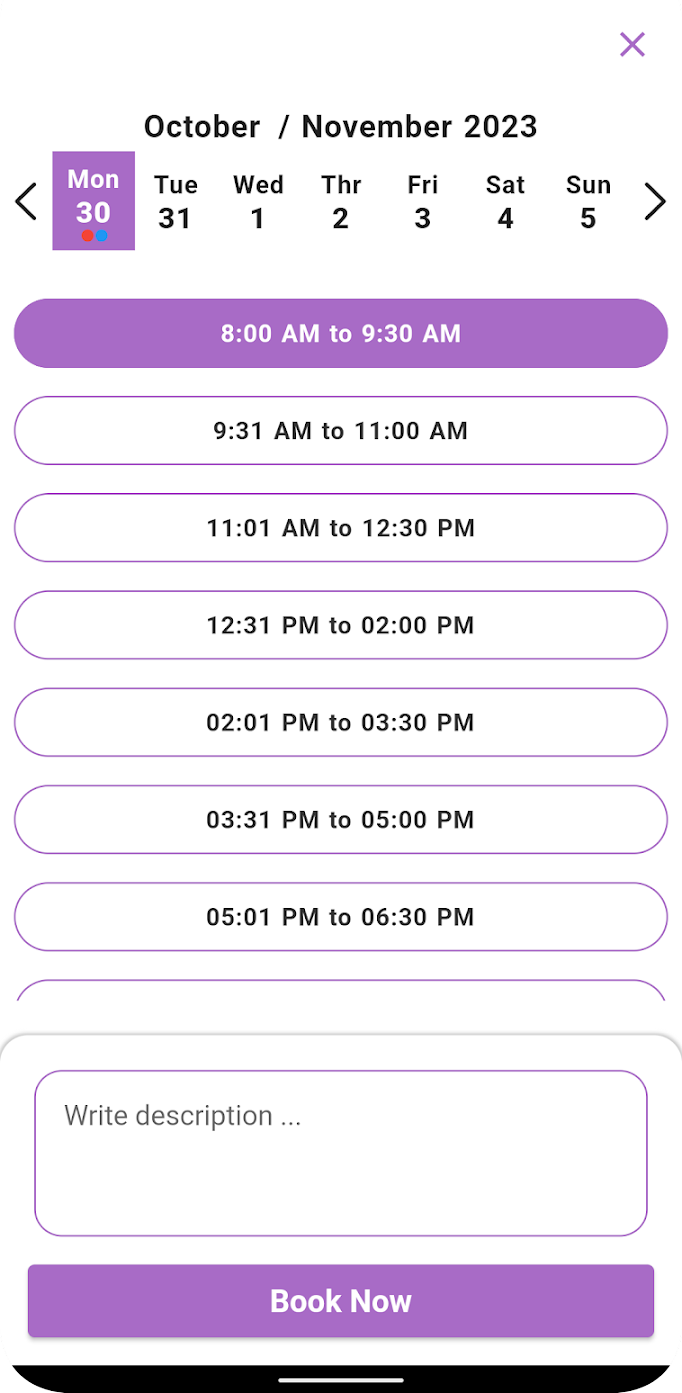 October / November 2023
Mon Tue Wed Thr Fri Sat Sun
30 31 1 2 3 4 5
8:00 AM to 9:30 AM
9:31 AM to 11:00 AM
11:01 AM to 12:30 PM
12:31 PM to 02:00 PM
02:01 PM to 03:30 PM
03:31 PM to 05:00 PM
05:01 PM to 06:30 PM
Write description ...
Book Now